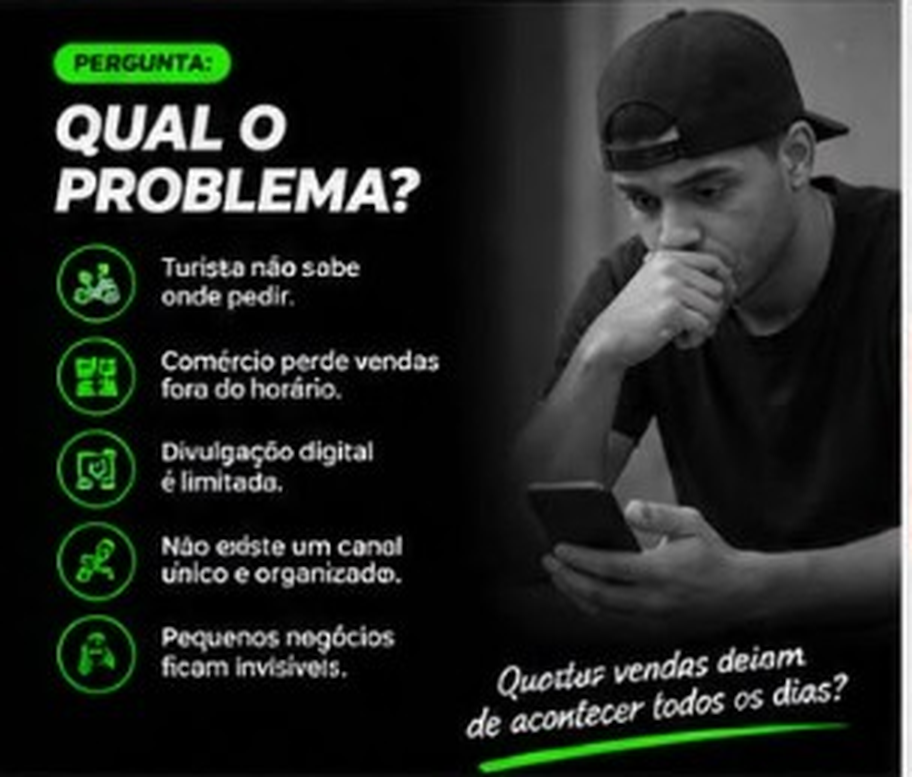 PERGUNTA:
QUAL O
PROBLEMA?
Turista não sabe
onde pedir.
Comércio perde vendas
fora do horário.
Divulgação digital
é limitada.
Não existe um canal
único e organizado.
Pequenos negócios
ficam invisíveis.
vendas
de acontecer todos os dias?